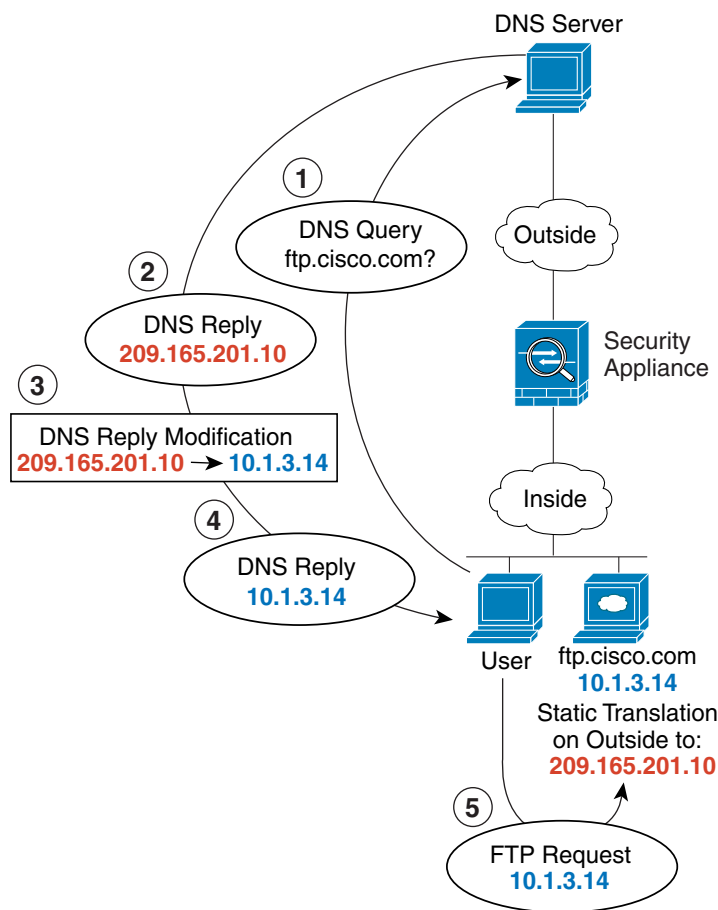 DNS Server
1
DNS Query
ftp.cisco.com?
Outside
2
DNS Reply
209.165.201.10
Security
Appliance
3
DNS Reply Modification
209.165.201.10 10.1.3.14
Inside
4
DNS Reply
10.1.3.14
User
ftp.cisco.com
10.1.3.14
Static Translation
on Outside to:
209.165.201.10
5
FTP Request
10.1.3.14